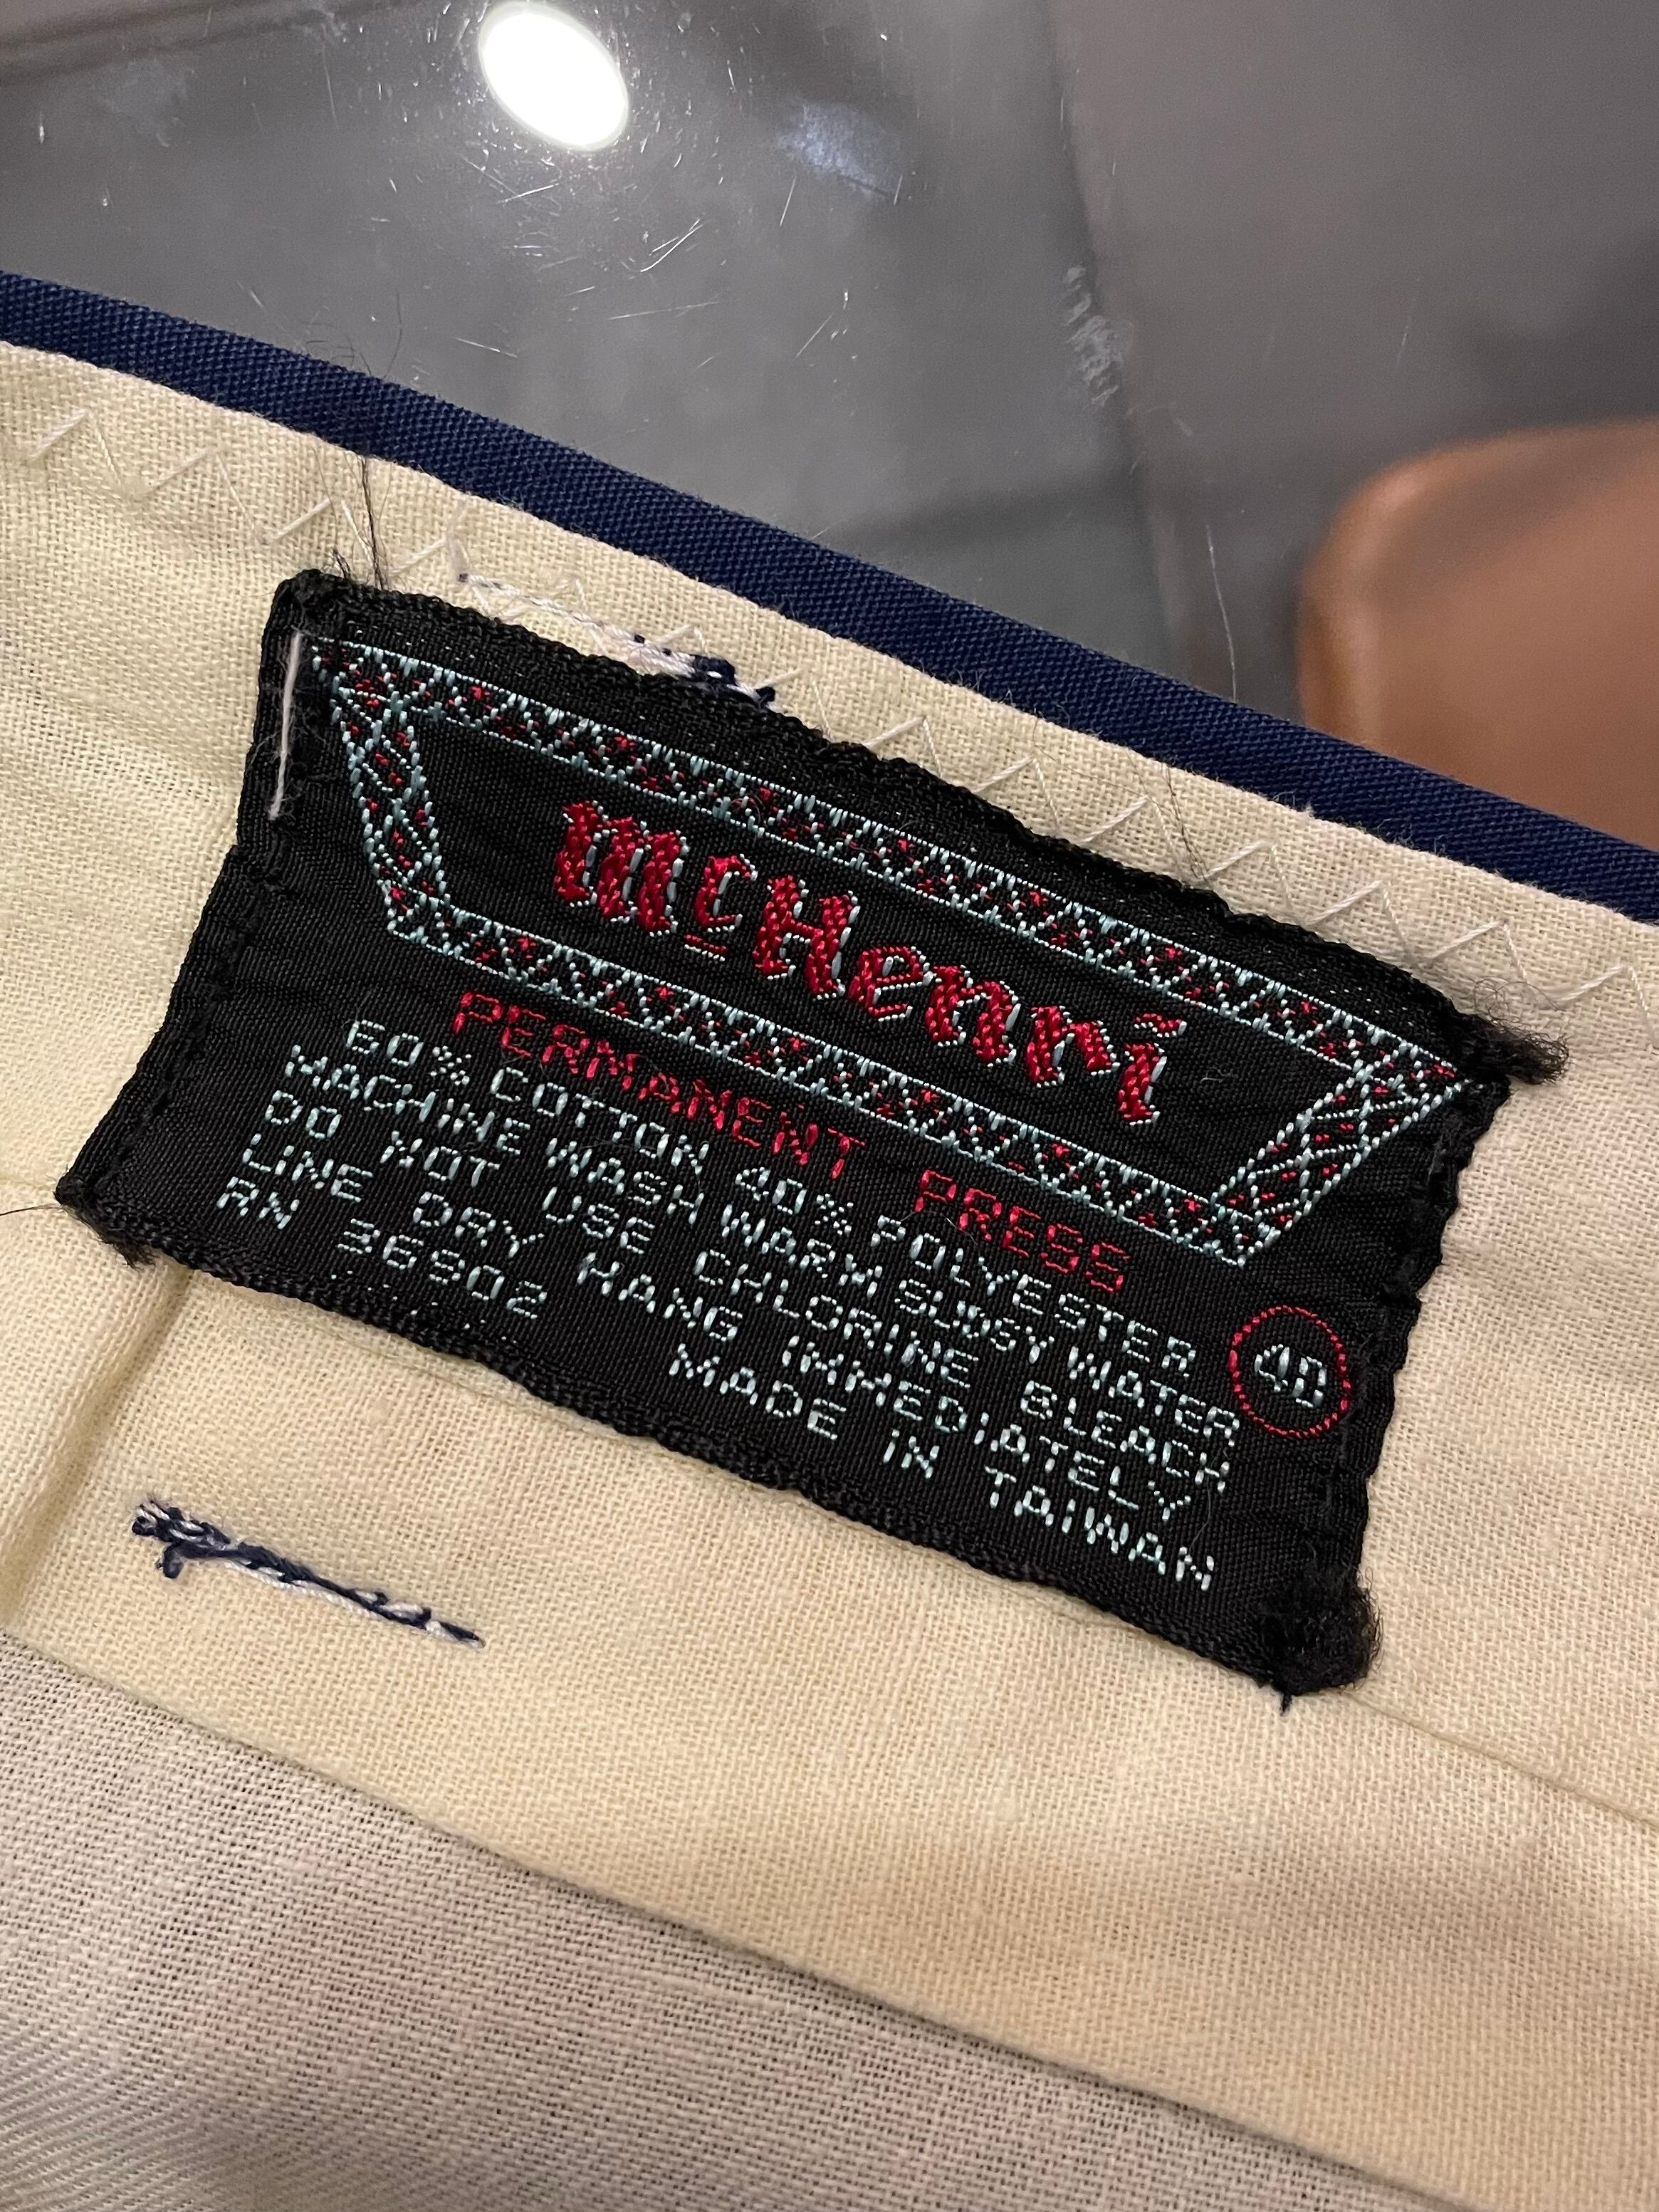 McHenri
PERMANENT PRESS
60% COTTON 40% POLYESTER
MACHINE WASH WARM SUDSY WATER
DO NOT USE CHLORINE BLEACH
LINE DRY HANG IMMEDIATELY
RN 36902 MADE IN TAIWAN
40